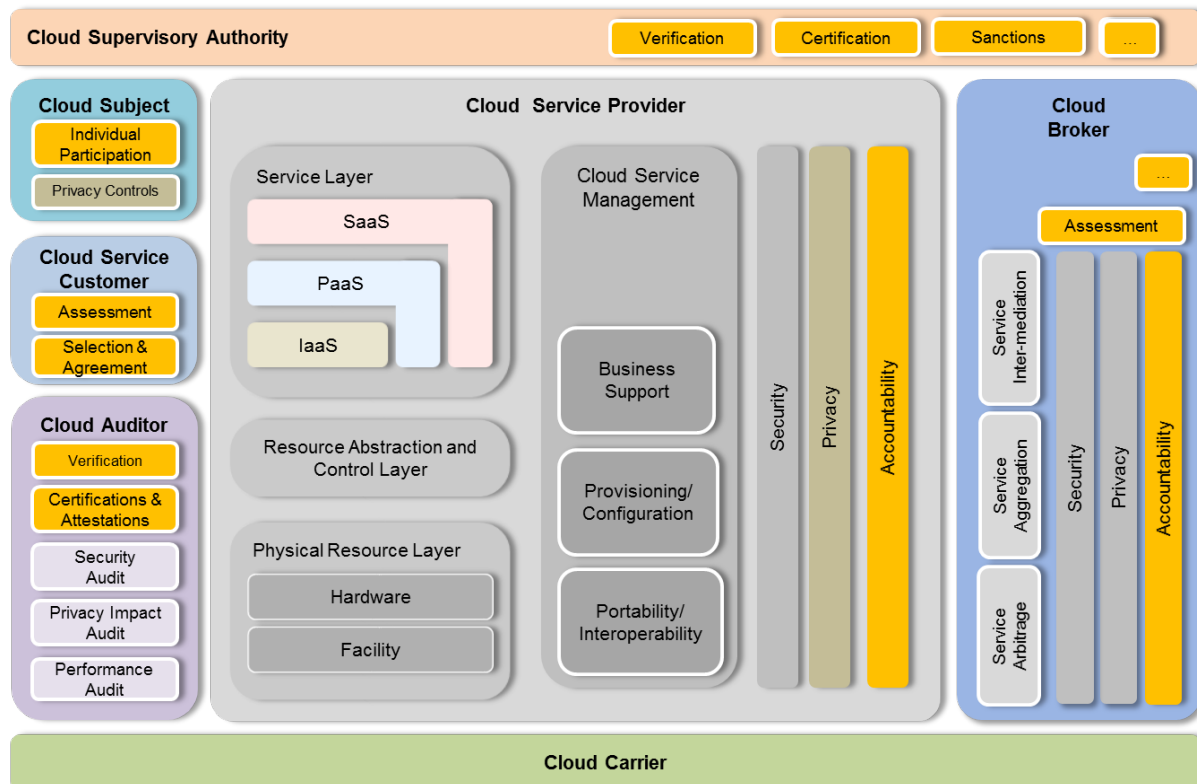 Cloud Supervisory Authority
Verification
Certification
Sanctions
...
Cloud Subject
Individual
Participation
Privacy Controls
Cloud Service
Customer
Assessment
Selection &
Agreement
Cloud Auditor
Verification
Certifications &
Attestations
Security
Audit
Privacy Impact
Audit
Performance
Audit
Cloud Service Provider
Service Layer
SaaS
PaaS
IaaS
Resource Abstraction and
Control Layer
Physical Resource Layer
Hardware
Facility
Cloud Service
Management
Business
Support
Provisioning/
Configuration
Portability/
Interoperability
Security
Privacy
Accountability
Cloud
Broker
...
Assessment
Service
Inter-mediation
Service
Aggregation
Service
Arbitrage
Security
Privacy
Accountability
Cloud Carrier